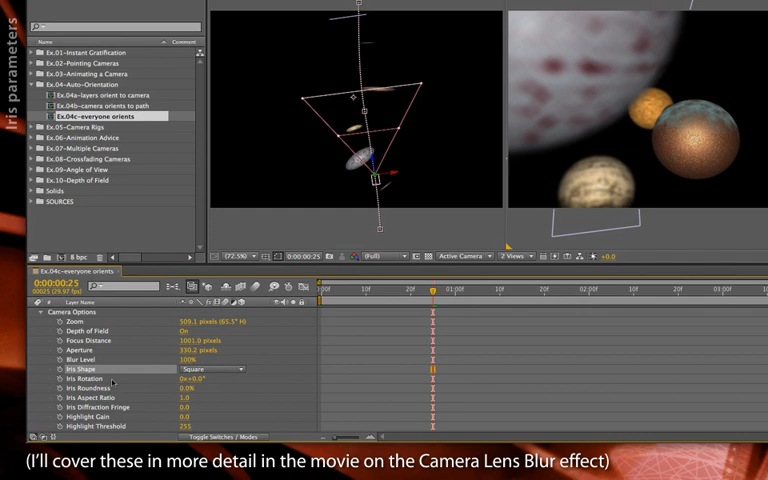 Iris parameters
Name
Comment
Ex.01-Instant Gratification
Ex.02-Pointing Cameras
Ex.03-Animating a Camera
Ex.04-Auto-Orientation
Ex.04a-layers orient to camera
Ex.04b-camera orients to path
Ex.04c-everyone orients
Ex.05-Camera Rigs
Ex.06-Animation Advice
Ex.07-Multiple Cameras
Ex.08-Crossfading Cameras
Ex.09-Angle of View
Ex.10-Depth of Field
Solids
SOURCES
8 bpc
(72.5%)
0:00:00:25
(Full)
Active Camera
2 Views
+0.0
Ex.04c-everyone orients
0:00:00:25
00025 (29.97 fps)
:00f 10f 20f 01:00f 10f 20f 02:00f
# Layer Name
Camera Options
Zoom 509.1 pixels (65.5° H)
Depth of Field On
Focus Distance 1001.0 pixels
Aperture 330.2 pixels
Blur Level 100%
Iris Shape Square
Iris Rotation 0x+0.0°
Iris Roundness 0.0%
Iris Aspect Ratio 1.0
Iris Diffraction Fringe 0.0
Highlight Gain 0.0
Highlight Threshold 255
Toggle Switches / Modes
(I'll cover these in more detail in the movie on the Camera Lens Blur effect)